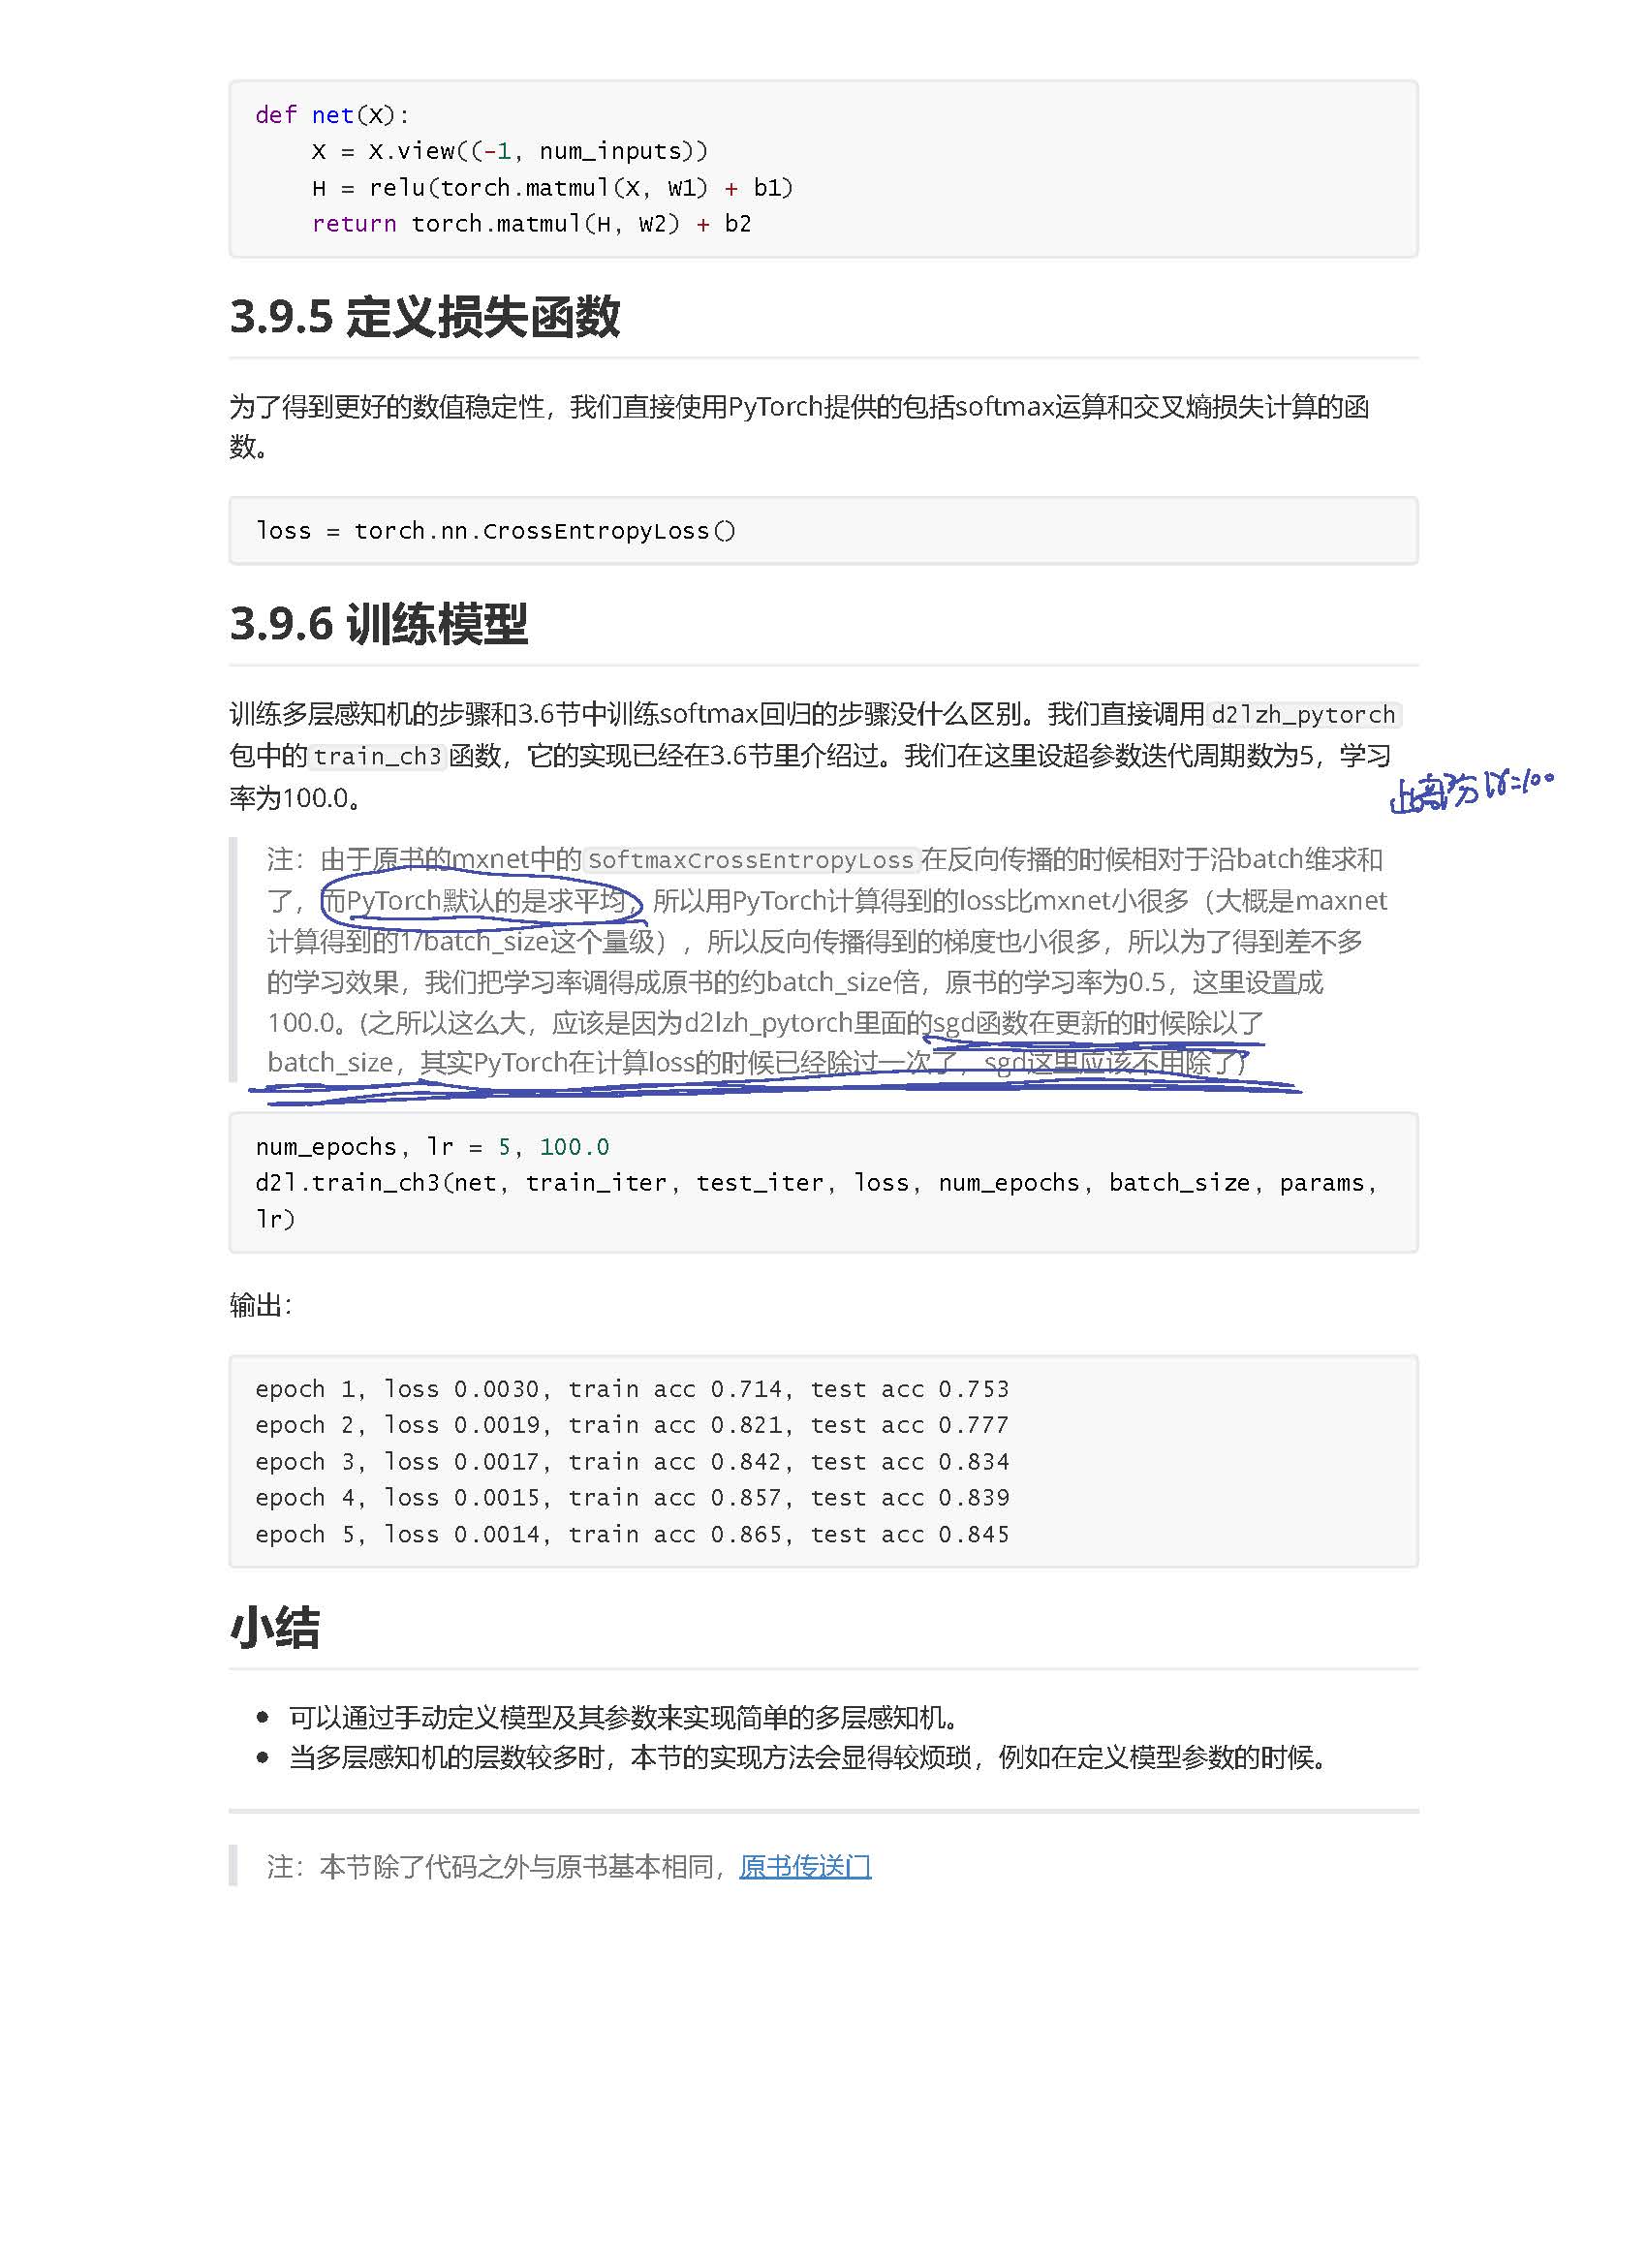 def net(X):
    X = X.view((-1, num_inputs))
    H = relu(torch.matmul(X, W1) + b1)
    return torch.matmul(H, W2) + b2
3.9.5 定义损失函数
为了得到更好的数值稳定性，我们直接使用PyTorch提供的包括softmax运算和交叉熵损失计算的函
数。
loss = torch.nn.CrossEntropyLoss()
3.9.6 训练模型
训练多层感知机的步骤和3.6节中训练softmax回归的步骤没什么区别。我们直接调用d2lzh_pytorch
包中的train_ch3函数，它的实现已经在3.6节里介绍过。我们在这里设超参数迭代周期数为5，学习
率为100.0。
lr=100
注：由于原书的mxnet中的SoftmaxCrossEntropyLoss在反向传播的时候相对于沿batch维求和
了，而PyTorch默认的是求平均，所以用PyTorch计算得到的loss比mxnet小很多（大概是maxnet
计算得到的1/batch_size这个量级），所以反向传播得到的梯度也小很多，所以为了得到差不多
的学习效果，我们把学习率调得成原书的约batch_size倍，原书的学习率为0.5，这里设置成
100.0。(之所以这么大，应该是因为d2lzh_pytorch里面的sgd函数在更新的时候除以了
batch_size，其实PyTorch在计算loss的时候已经除过一次了，sgd这里应该不用除了)
num_epochs, lr = 5, 100.0
d2l.train_ch3(net, train_iter, test_iter, loss, num_epochs, batch_size, params,
lr)
输出：
epoch 1, loss 0.0030, train acc 0.714, test acc 0.753
epoch 2, loss 0.0019, train acc 0.821, test acc 0.777
epoch 3, loss 0.0017, train acc 0.842, test acc 0.834
epoch 4, loss 0.0015, train acc 0.857, test acc 0.839
epoch 5, loss 0.0014, train acc 0.865, test acc 0.845
小结
• 可以通过手动定义模型及其参数来实现简单的多层感知机。
• 当多层感知机的层数较多时，本节的实现方法会显得较烦琐，例如在定义模型参数的时候。
注：本节除了代码之外与原书基本相同，原书传送门